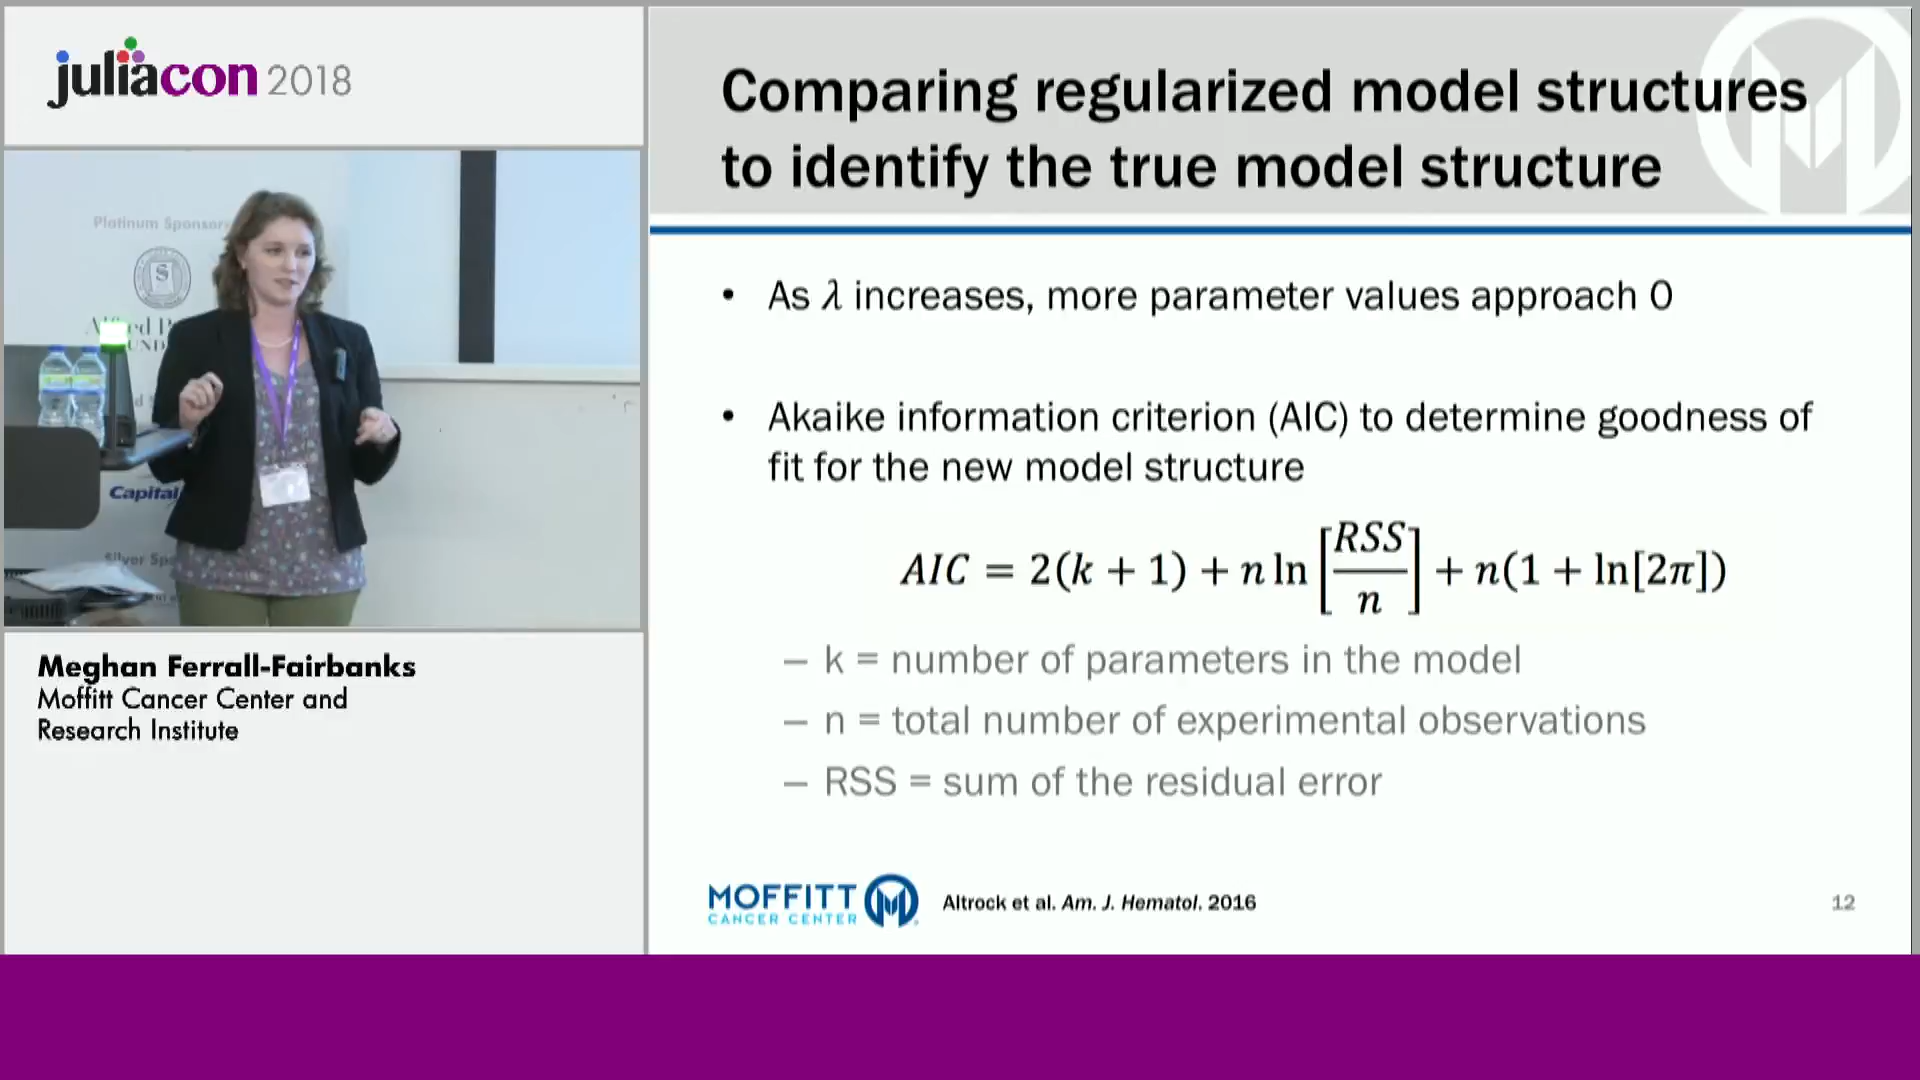 juliacon 2018
Platinum Sponsor
Capital
Silver Spo
Meghan Ferrall-Fairbanks
Moffitt Cancer Center and
Research Institute
Comparing regularized model structures
to identify the true model structure
• As λ increases, more parameter values approach 0
• Akaike information criterion (AIC) to determine goodness of
fit for the new model structure
AIC = 2(k + 1) + n ln [RSS/n] + n(1 + ln[2π])
– k = number of parameters in the model
– n = total number of experimental observations
– RSS = sum of the residual error
MOFFITT
CANCER CENTER
Altrock et al. Am. J. Hematol. 2016
12